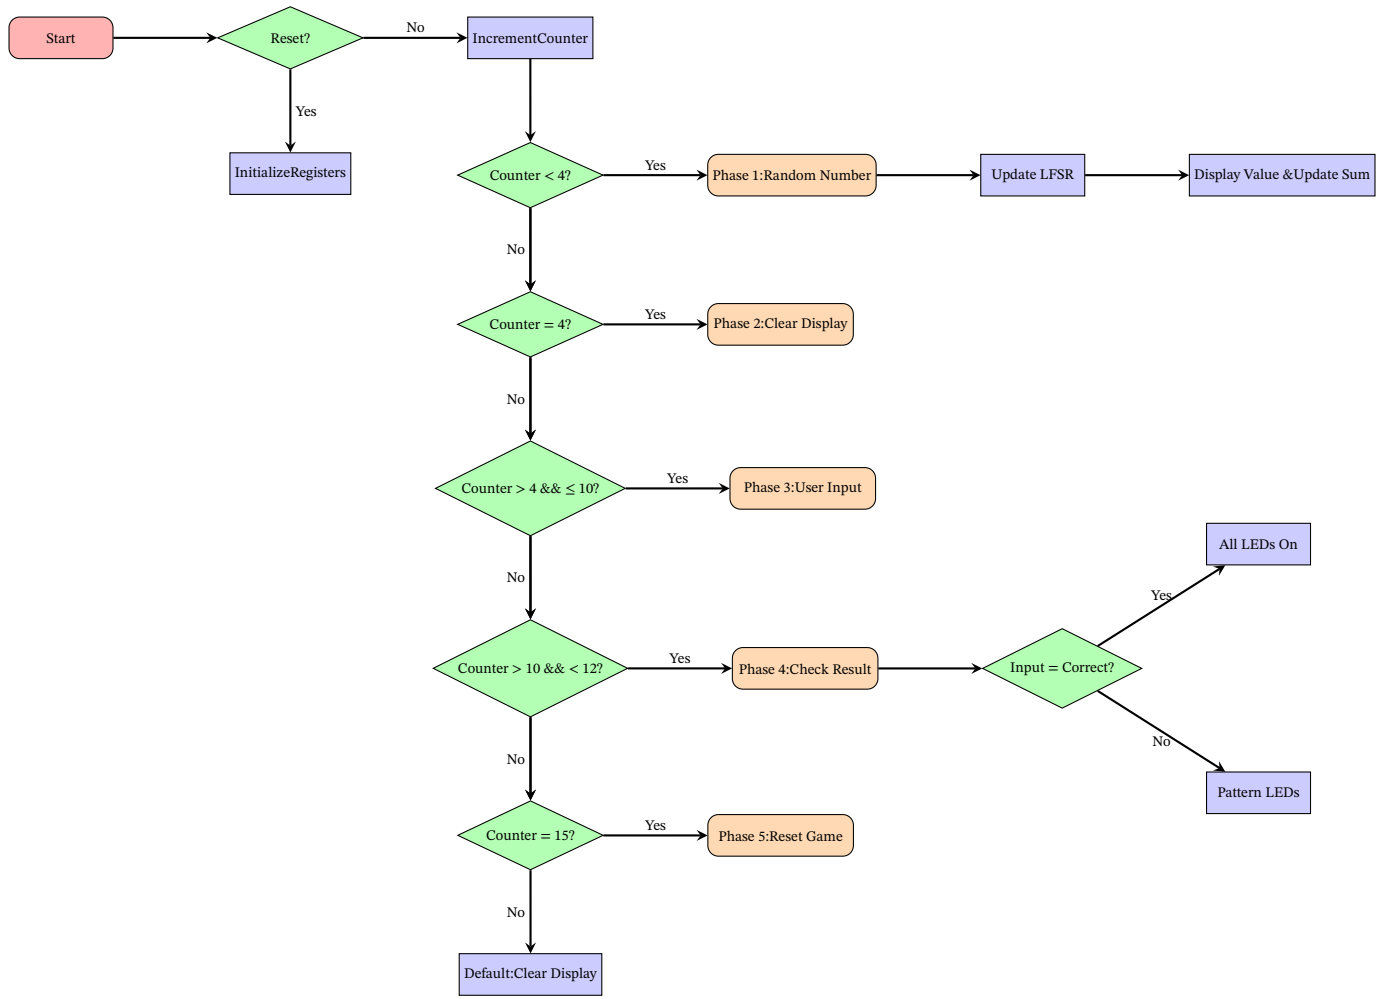 Start
Reset?
No
IncrementCounter
Yes
InitializeRegisters
Counter < 4?
Yes
Phase 1:Random Number
Update LFSR
Display Value &Update Sum
No
Counter = 4?
Yes
Phase 2:Clear Display
No
Counter > 4 && ≤ 10?
Yes
Phase 3:User Input
No
Counter > 10 && < 12?
Yes
Phase 4:Check Result
Input = Correct?
Yes
All LEDs On
No
Pattern LEDs
No
Counter = 15?
Yes
Phase 5:Reset Game
No
Default:Clear Display